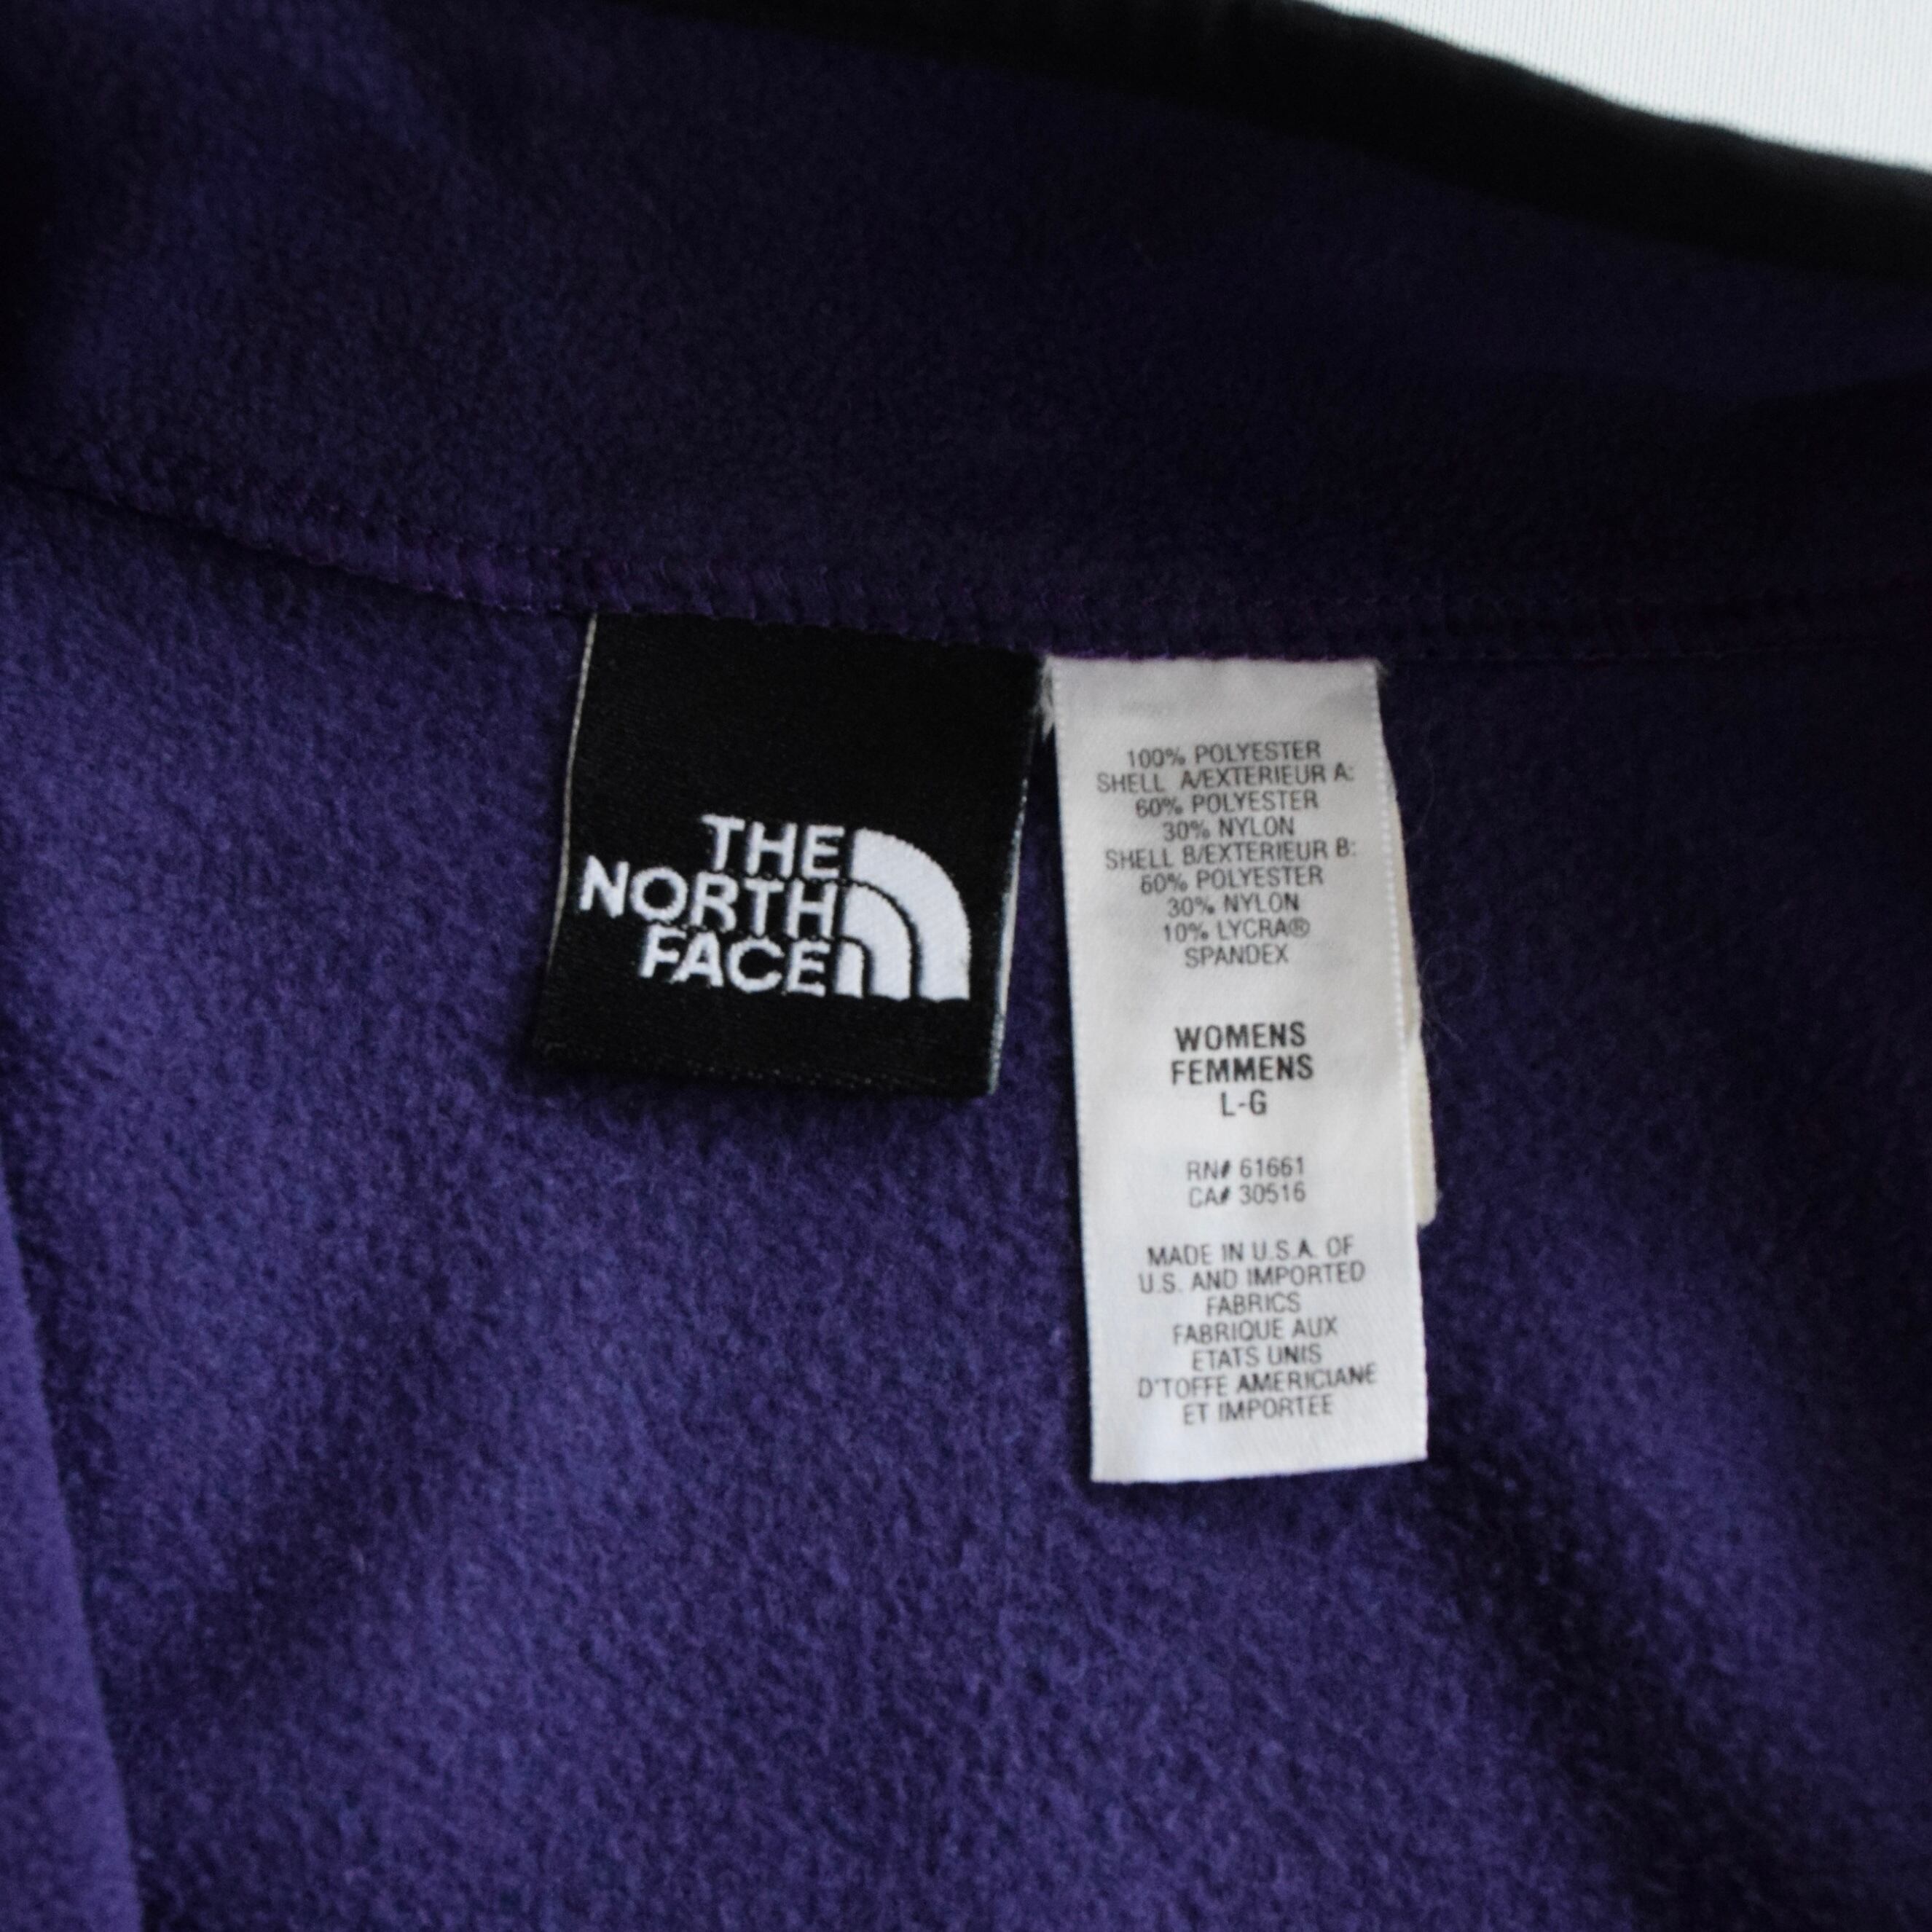 THE
NORTH
FACE
100% POLYESTER
SHELL A/EXTERIEUR A:
60% POLYESTER
30% NYLON
SHELL B/EXTERIEUR B:
60% POLYESTER
30% NYLON
10% LYCRA®
SPANDEX
WOMENS
FEMMENS
L-G
RN# 61661
CA# 30516
MADE IN U.S.A. OF
U.S. AND IMPORTED
FABRICS
FABRIQUE AUX
ETATS UNIS
D'TOFFE AMERICIANE
ET IMPORTEE